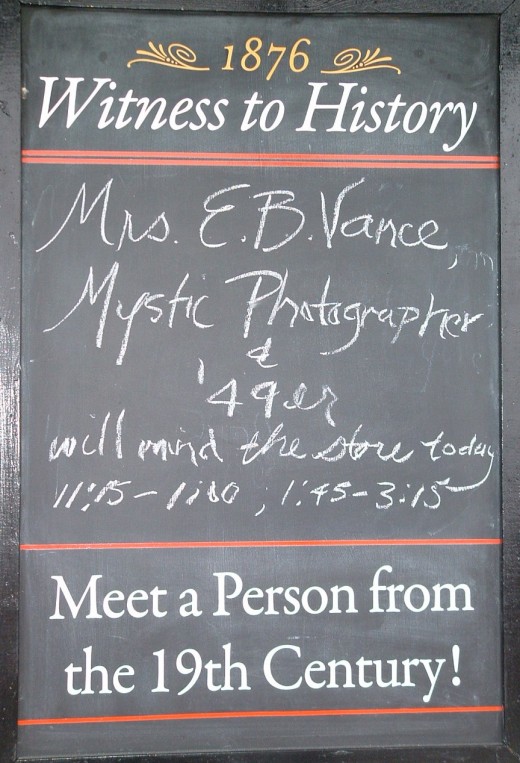 1876
Witness to History
Mrs. E.B. Vance,
Mystic Photographer
&
'49er
will mind the store today
11:15 - 1:00 ; 1:45 - 3:15
Meet a Person from
the 19th Century!